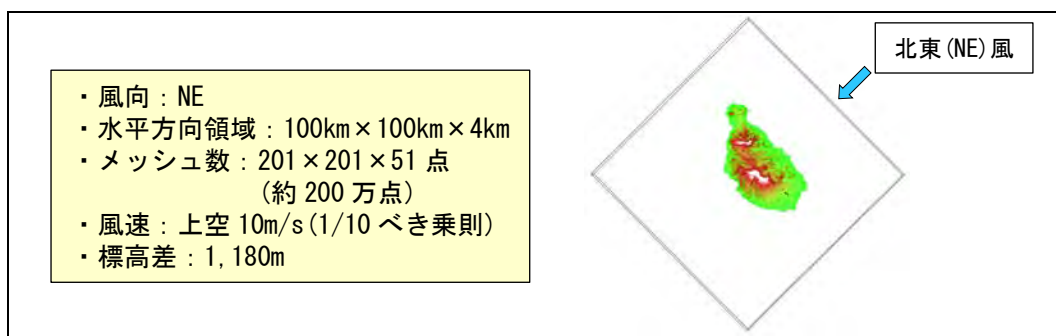 ・風向：NE
・水平方向領域：100km×100km×4km
・メッシュ数：201×201×51 点
(約 200 万点)
・風速：上空 10m/s(1/10 べき乗則)
・標高差：1,180m
北東(NE)風